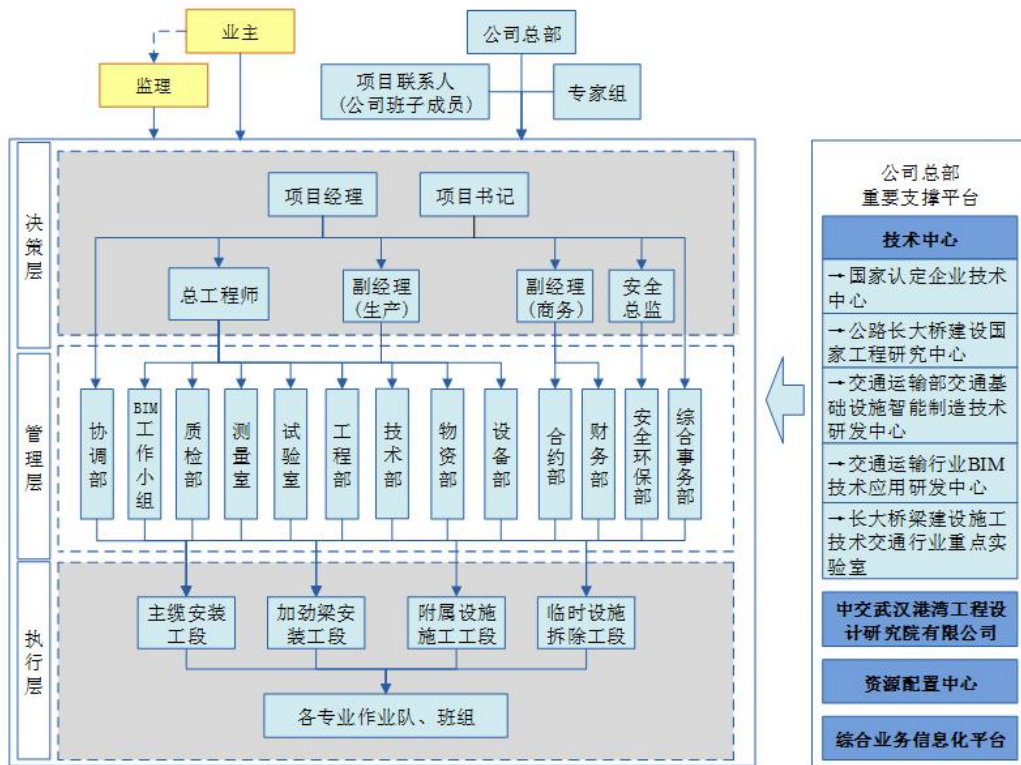 业主
公司总部
监理
项目联系人
(公司班子成员)
专家组
决策层
项目经理
项目书记
总工程师
副经理
(生产)
副经理
(商务)
安全
总监
管理层
协调部
BIM工作小组
质检部
测量室
试验室
工程部
技术部
物资部
设备部
合约部
财务部
安全环保部
综合事务部
执行层
主缆安装
工段
加劲梁安
装工段
附属设施
施工工段
临时设施
拆除工段
各专业作业队、班组
公司总部
重要支撑平台
技术中心
→国家认定企业技术
中心
→公路长大桥建设国
家工程研究中心
→交通运输部交通基
础设施智能制造技术
研发中心
→交通运输行业BIM
技术应用研发中心
→长大桥梁建设施工
技术交通行业重点实
验室
中交武汉港湾工程设
计研究院有限公司
资源配置中心
综合业务信息化平台